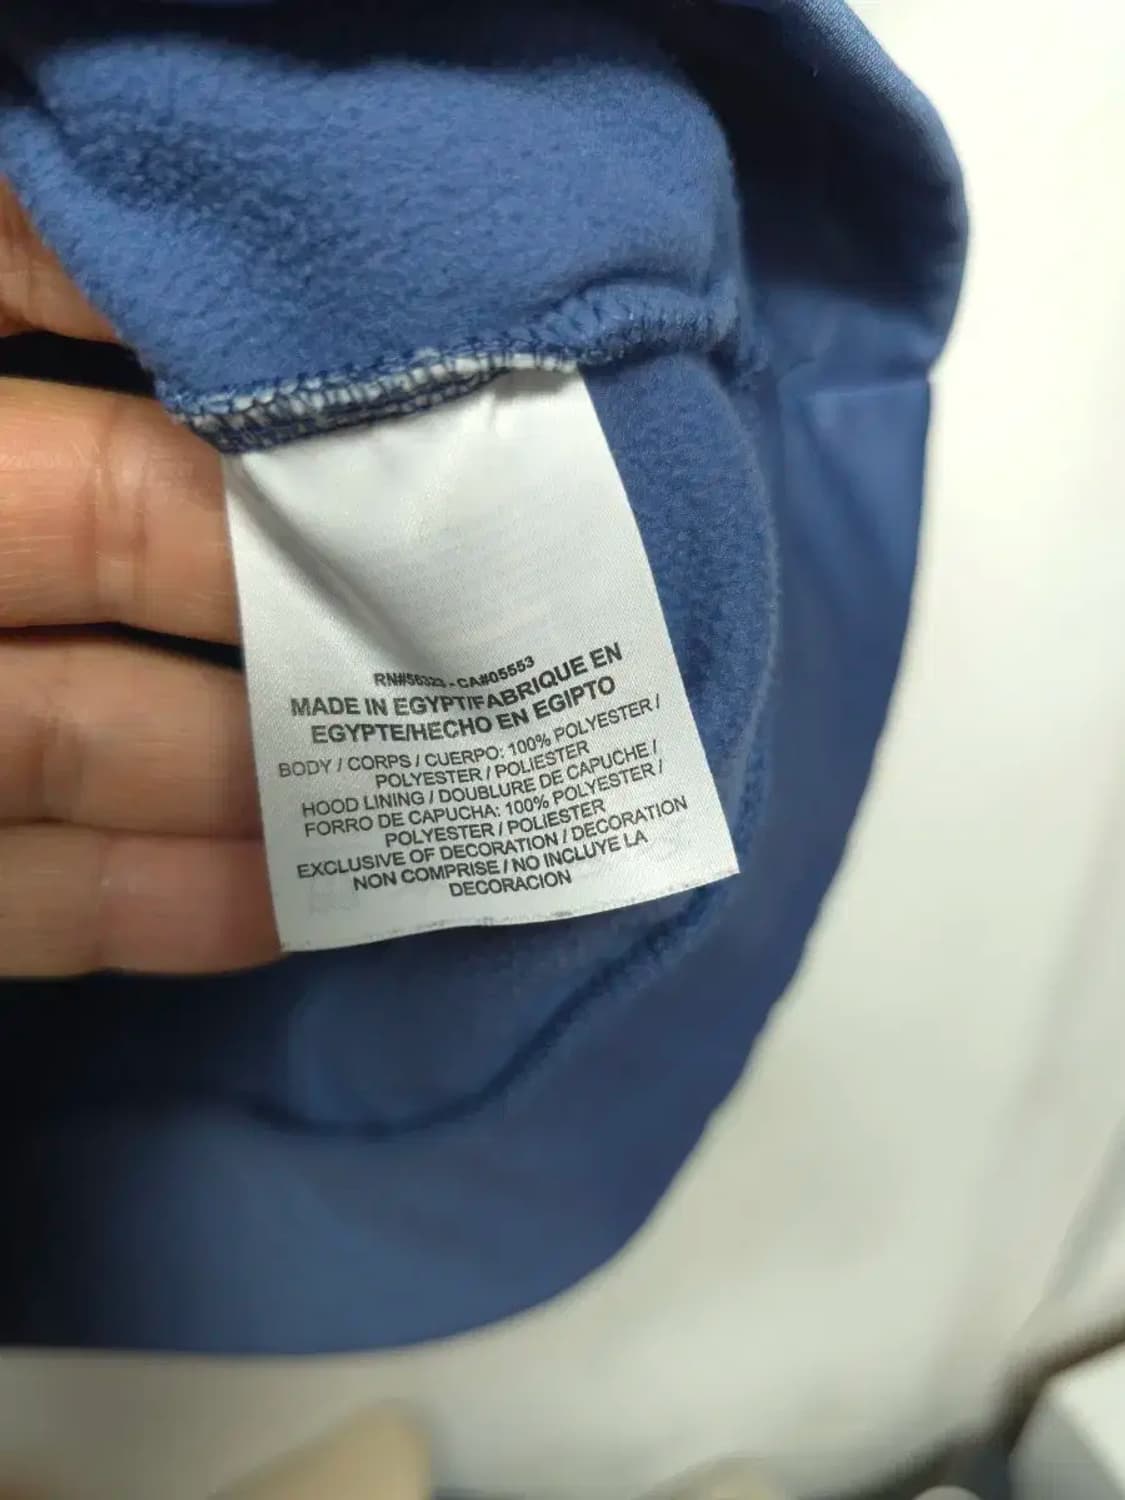 RN#56323 - CA#05553
MADE IN EGYPT/FABRIQUE EN
EGYPTE/HECHO EN EGIPTO
BODY / CORPS / CUERPO: 100% POLYESTER /
POLYESTER / POLIESTER
HOOD LINING / DOUBLURE DE CAPUCHE /
FORRO DE CAPUCHA: 100% POLYESTER /
POLYESTER / POLIESTER
EXCLUSIVE OF DECORATION / DECORATION
NON COMPRISE / NO INCLUYE LA
DECORACION